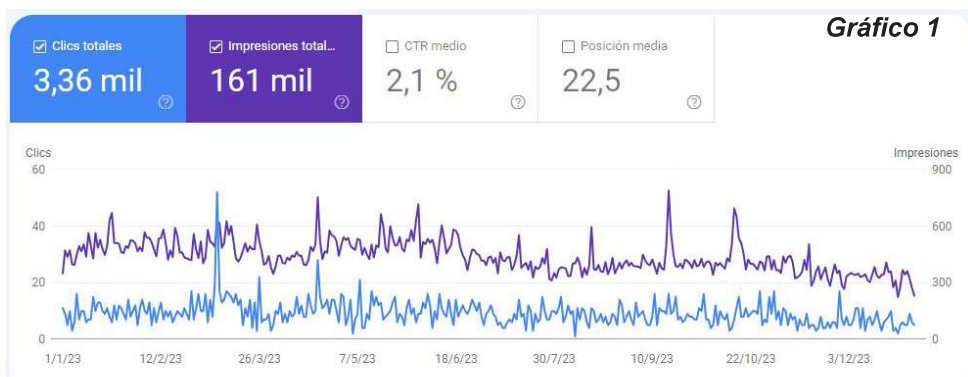 Gráfico 1
Clics totales
3,36 mil
Impresiones total...
161 mil
CTR medio
2,1 %
Posición media
22,5
Clics
Impresiones
60
900
40
600
20
300
0
0
1/1/23 12/2/23 26/3/23 7/5/23 18/6/23 30/7/23 10/9/23 22/10/23 3/12/23